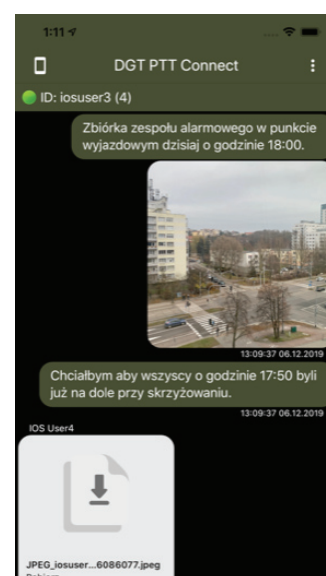 1:11
DGT PTT Connect
ID: iosuser3 (4)
Zbiórka zespołu alarmowego w punkcie
wyjazdowym dzisiaj o godzinie 18:00.
13:09:37 06.12.2019
Chciałbym aby wszyscy o godzinie 17:50 byli
już na dole przy skrzyżowaniu.
13:09:37 06.12.2019
IOS User4
JPEG_iosuser...6086077.jpeg